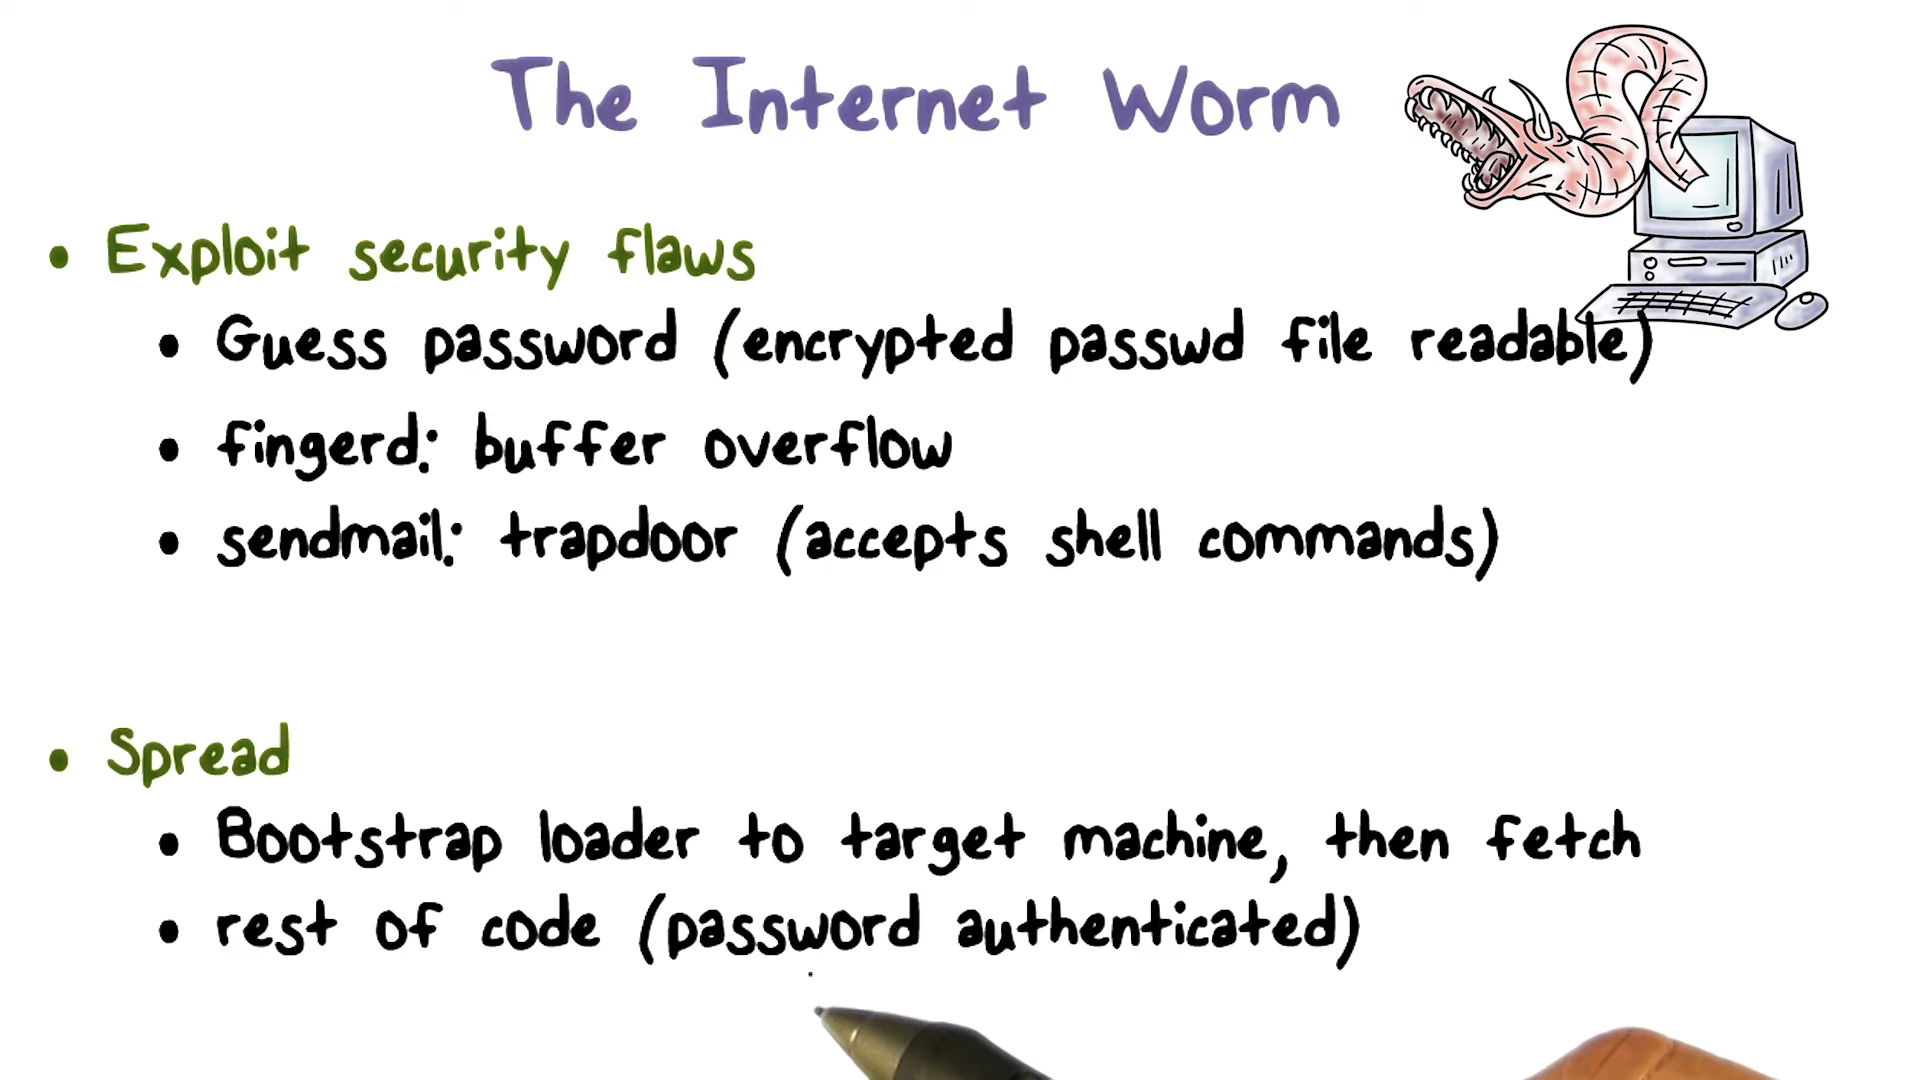 The Internet Worm
• Exploit security flaws
• Guess password (encrypted passwd file readable)
• fingerd: buffer overflow
• sendmail: trapdoor (accepts shell commands)
• Spread
• Bootstrap loader to target machine, then fetch
• rest of code (password authenticated)